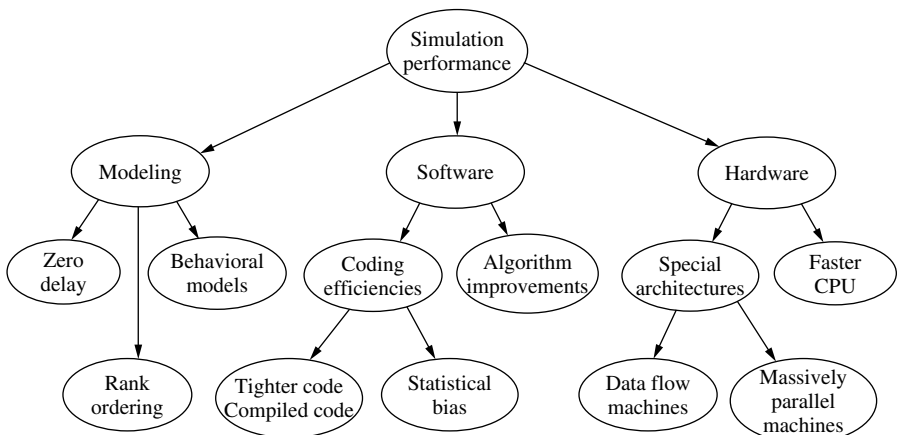 Simulation
performance
Modeling
Software
Hardware
Zero
delay
Behavioral
models
Coding
efficiencies
Algorithm
improvements
Special
architectures
Faster
CPU
Rank
ordering
Tighter code
Compiled code
Statistical
bias
Data flow
machines
Massively
parallel
machines